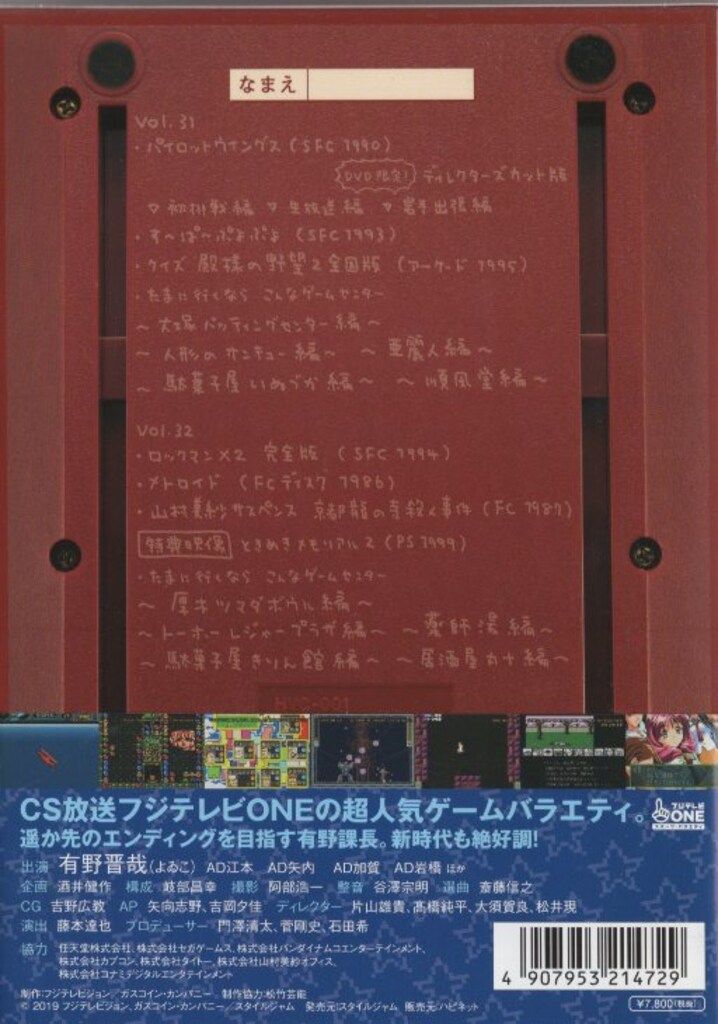 なまえ
Vol. 31
・パイロットウイングス (SFC 1990)
DVD限定! ディレクターズカット版
▽ 初挑戦編 ▽ 生放送編 ▽ 岩手出張編
・す～ぱ～ぷよぷよ (SFC 1993)
・クイズ 殿様の野望2 全国版 (アーケード 1995)
・たまに行くなら こんなゲームセンター
～ 大塚バッティングセンター編 ～
～ 人形のサンキュー編 ～ ～ 亜麗人編 ～
～ 駄菓子屋いぬづか編 ～ ～ 順風堂編 ～
Vol. 32
・ロックマンX2 完全版 (SFC 1994)
・メトロイド (FCディスク 1986)
・山村美紗サスペンス 京都龍の寺殺人事件 (FC 1987)
特典映像 ときめきメモリアル2 (PS 1999)
・たまに行くなら こんなゲームセンター
～ 厚木ツマダボウル編 ～
～ トーホーレジャープラザ編 ～ ～ 薬師湯編 ～
～ 駄菓子屋きりん館編 ～ ～ 居酒屋カナ編 ～
CS放送フジテレビONEの超人気ゲームバラエティ。
フジテレビ ONE
遥か先のエンディングを目指す有野課長。新時代も絶好調!
出演 有野晋哉(よゐこ) AD江本 AD矢内 AD加賀 AD岩橋 ほか
企画 酒井健作 構成 岐部昌幸 撮影 阿部浩一 整音 谷澤宗明 選曲 斎藤信之
CG 吉野広教 AP 矢向志野、吉岡夕佳 ディレクター 片山雄貴、髙橋純平、大須賀良、松井現
演出 藤本達也 プロデューサー 門澤清太、菅剛史、石田希
協力 任天堂株式会社、株式会社セガゲームス、株式会社バンダイナムコエンターテインメント、
株式会社カプコン、株式会社タイトー、株式会社山村美紗オフィス、
株式会社コナミデジタルエンタテインメント
制作:フジテレビジョン、ガスコイン・カンパニー 制作協力:松竹芸能
© 2019 フジテレビジョン、ガスコイン・カンパニー/スタイルジャム 発売元:スタイルジャム 販売元:ハピネット
4 907953 214729
¥7,800(税抜)